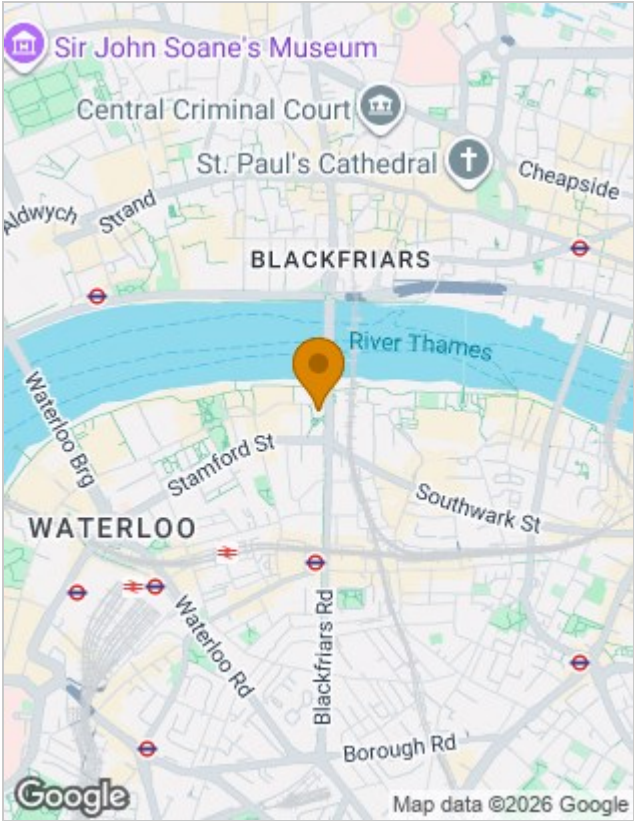 Sir John Soane's Museum
Central Criminal Court
St. Paul's Cathedral
Cheapside
Aldwych
Strand
BLACKFRIARS
River Thames
Waterloo Brg
Stamford St
Southwark St
WATERLOO
Waterloo Rd
Blackfriars Rd
Borough Rd
Google
Map data ©2026 Google